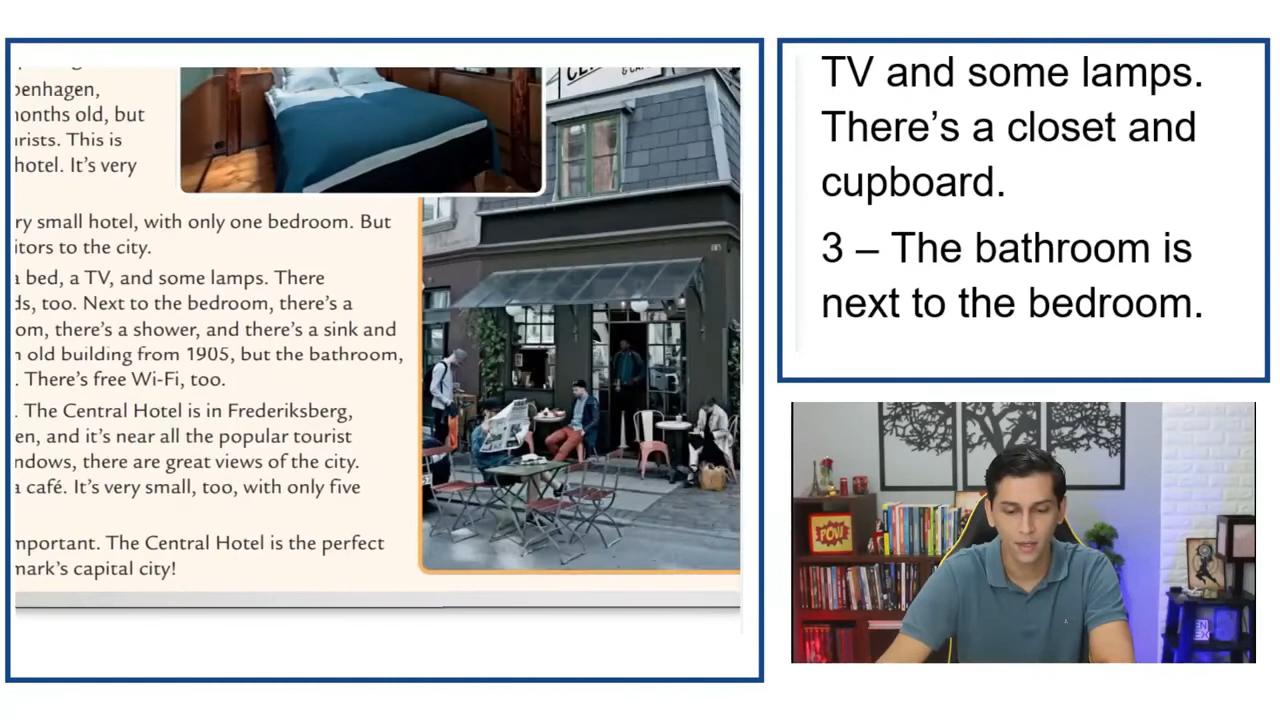 penhagen,
onths old, but
rists. This is
hotel. It's very
ry small hotel, with only one bedroom. But
itors to the city.
a bed, a TV, and some lamps. There
ds, too. Next to the bedroom, there's a
om, there's a shower, and there's a sink and
old building from 1905, but the bathroom,
. There's free Wi-Fi, too.
. The Central Hotel is in Frederiksberg,
en, and it's near all the popular tourist
ndows, there are great views of the city.
a café. It's very small, too, with only five
mportant. The Central Hotel is the perfect
mark's capital city!
& CAFÉ
TV and some lamps.
There's a closet and
cupboard.
3 – The bathroom is
next to the bedroom.
POW!